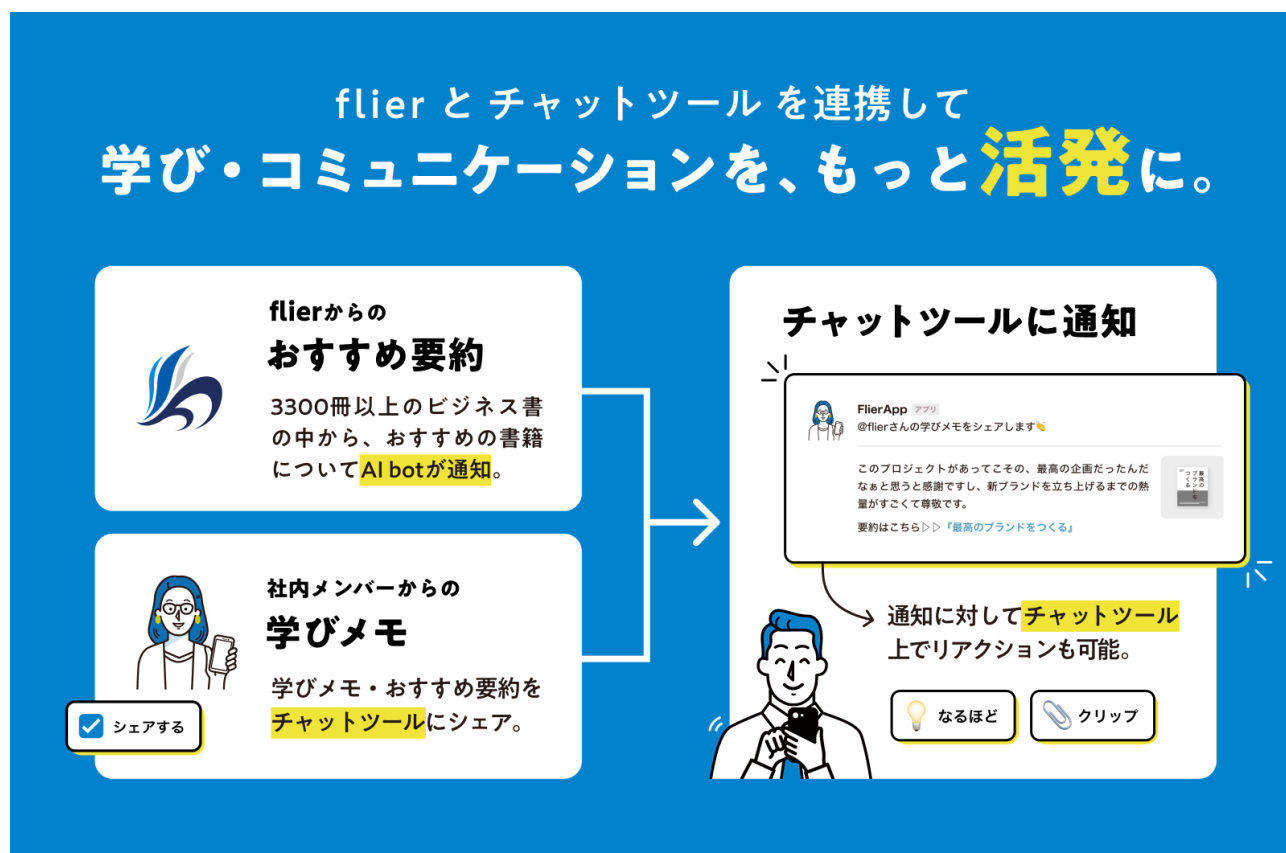 flier と チャットツール を連携して
学び・コミュニケーションを、もっと活発に。
flierからの
おすすめ要約
3300冊以上のビジネス書
の中から、おすすめの書籍
についてAI botが通知。
社内メンバーからの
学びメモ
学びメモ・おすすめ要約を
チャットツールにシェア。
シェアする
チャットツールに通知
FlierApp アプリ
@flierさんの学びメモをシェアします👏
このプロジェクトがあってこその、最高の企画だったんだ
なぁと思うと感謝ですし、新ブランドを立ち上げるまでの熱
量がすごくて尊敬です。
要約はこちら▷▷『最高のブランドをつくる』
最高の
ブランドを
つくる
通知に対してチャットツール
上でリアクションも可能。
なるほど
クリップ